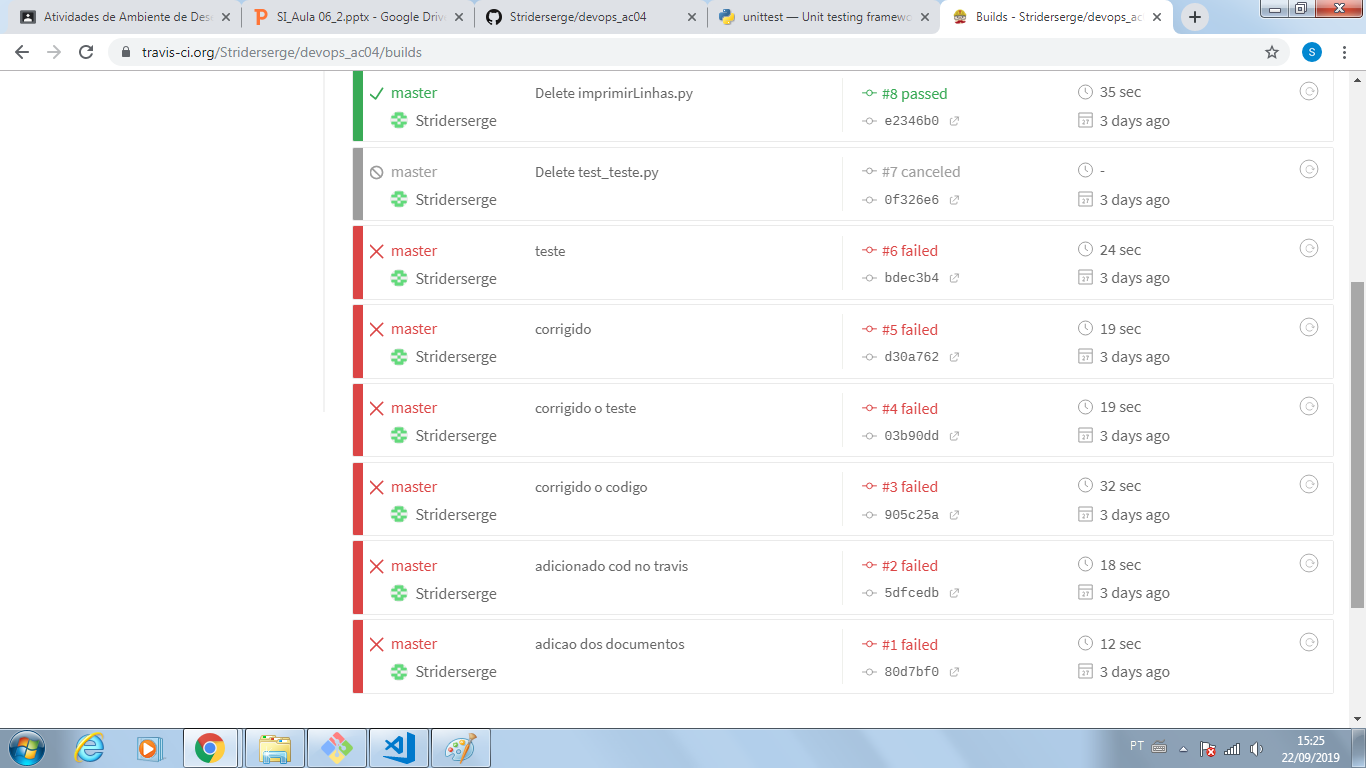 Atividades de Ambiente de Des
SI_Aula 06_2.pptx - Google Driv
Striderserge/devops_ac04
unittest — Unit testing framewo
Builds - Striderserge/devops_ac
travis-ci.org/Striderserge/devops_ac04/builds
S
master
Delete imprimirLinhas.py
#8 passed
35 sec
Striderserge
e2346b0
3 days ago
master
Delete test_teste.py
#7 canceled
-
Striderserge
0f326e6
3 days ago
master
teste
#6 failed
24 sec
Striderserge
bdec3b4
3 days ago
master
corrigido
#5 failed
19 sec
Striderserge
d30a762
3 days ago
master
corrigido o teste
#4 failed
19 sec
Striderserge
03b90dd
3 days ago
master
corrigido o codigo
#3 failed
32 sec
Striderserge
905c25a
3 days ago
master
adicionado cod no travis
#2 failed
18 sec
Striderserge
5dfcedb
3 days ago
master
adicao dos documentos
#1 failed
12 sec
Striderserge
80d7bf0
3 days ago
PT
15:25
22/09/2019